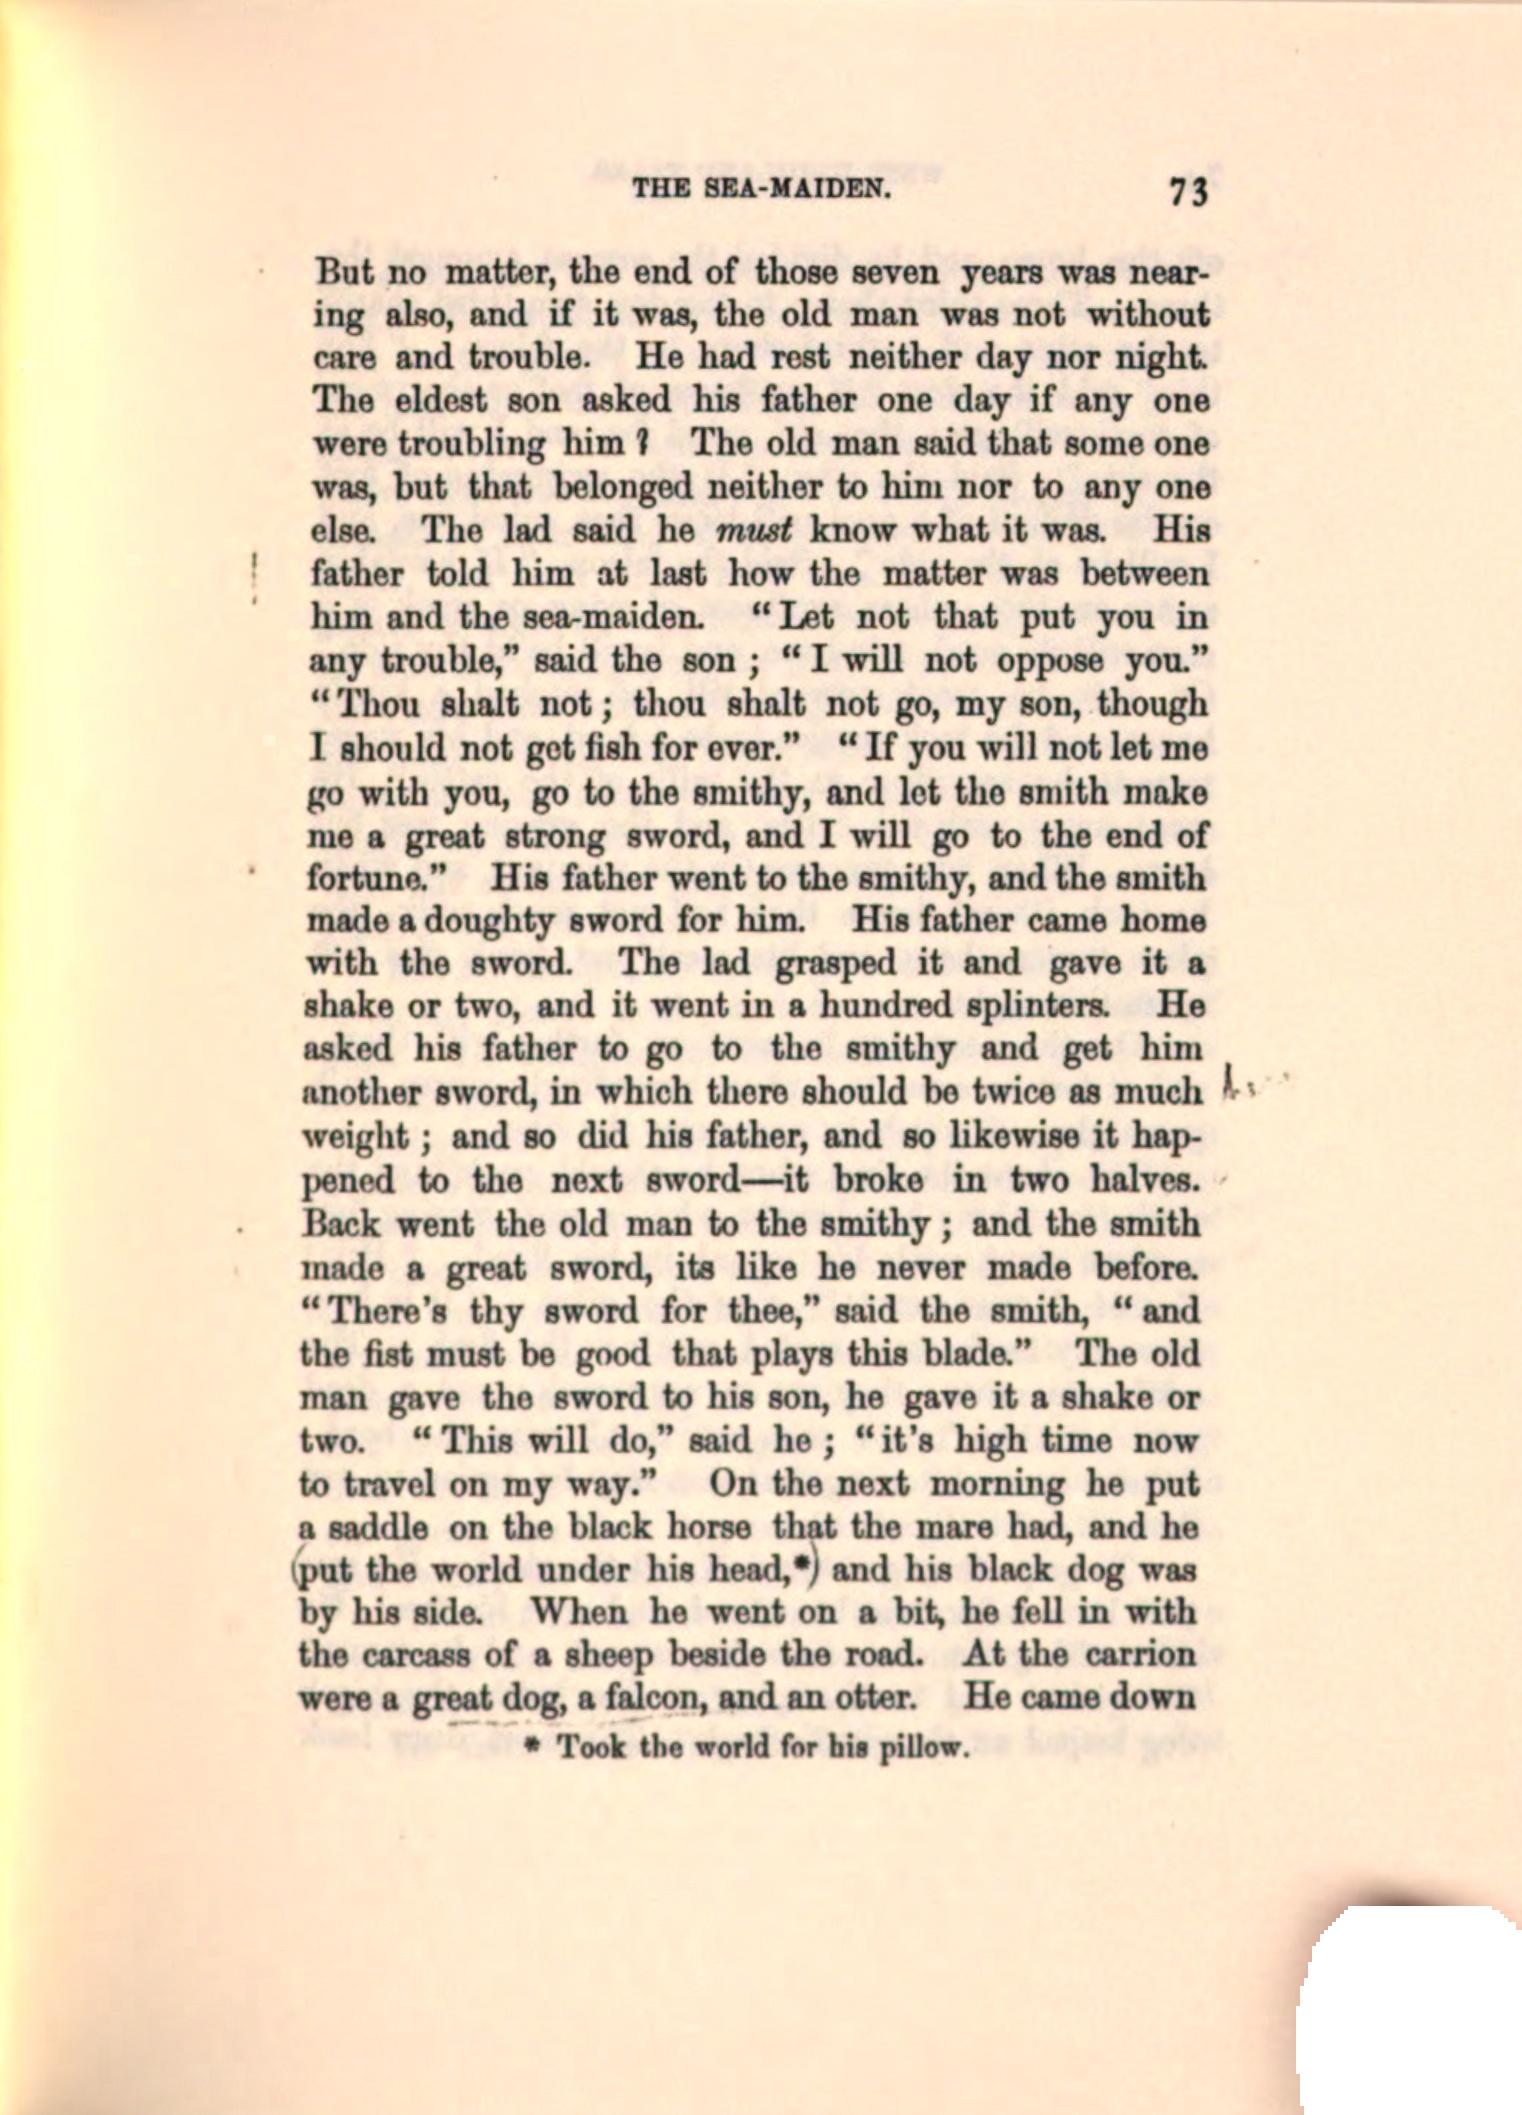 THE SEA-MAIDEN. 73
But no matter, the end of those seven years was near-
ing also, and if it was, the old man was not without
care and trouble. He had rest neither day nor night.
The eldest son asked his father one day if any one
were troubling him ? The old man said that some one
was, but that belonged neither to him nor to any one
else. The lad said he must know what it was. His
father told him at last how the matter was between
him and the sea-maiden. “Let not that put you in
any trouble,” said the son ; “I will not oppose you.”
“Thou shalt not ; thou shalt not go, my son, though
I should not get fish for ever.” “If you will not let me
go with you, go to the smithy, and let the smith make
me a great strong sword, and I will go to the end of
fortune.” His father went to the smithy, and the smith
made a doughty sword for him. His father came home
with the sword. The lad grasped it and gave it a
shake or two, and it went in a hundred splinters. He
asked his father to go to the smithy and get him
another sword, in which there should be twice as much
weight ; and so did his father, and so likewise it hap-
pened to the next sword—it broke in two halves.
Back went the old man to the smithy ; and the smith
made a great sword, its like he never made before.
“There’s thy sword for thee,” said the smith, “and
the fist must be good that plays this blade.” The old
man gave the sword to his son, he gave it a shake or
two. “This will do,” said he ; “it’s high time now
to travel on my way.” On the next morning he put
a saddle on the black horse that the mare had, and he
(put the world under his head,*) and his black dog was
by his side. When he went on a bit, he fell in with
the carcass of a sheep beside the road. At the carrion
were a great dog, a falcon, and an otter. He came down
* Took the world for his pillow.